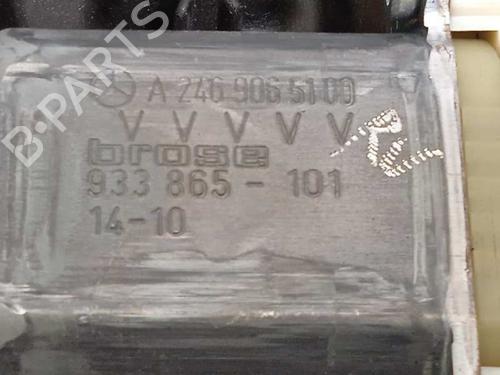 A 246 906 51 00
V V V V V
brose
933 865 - 101
14-10
B-PARTS